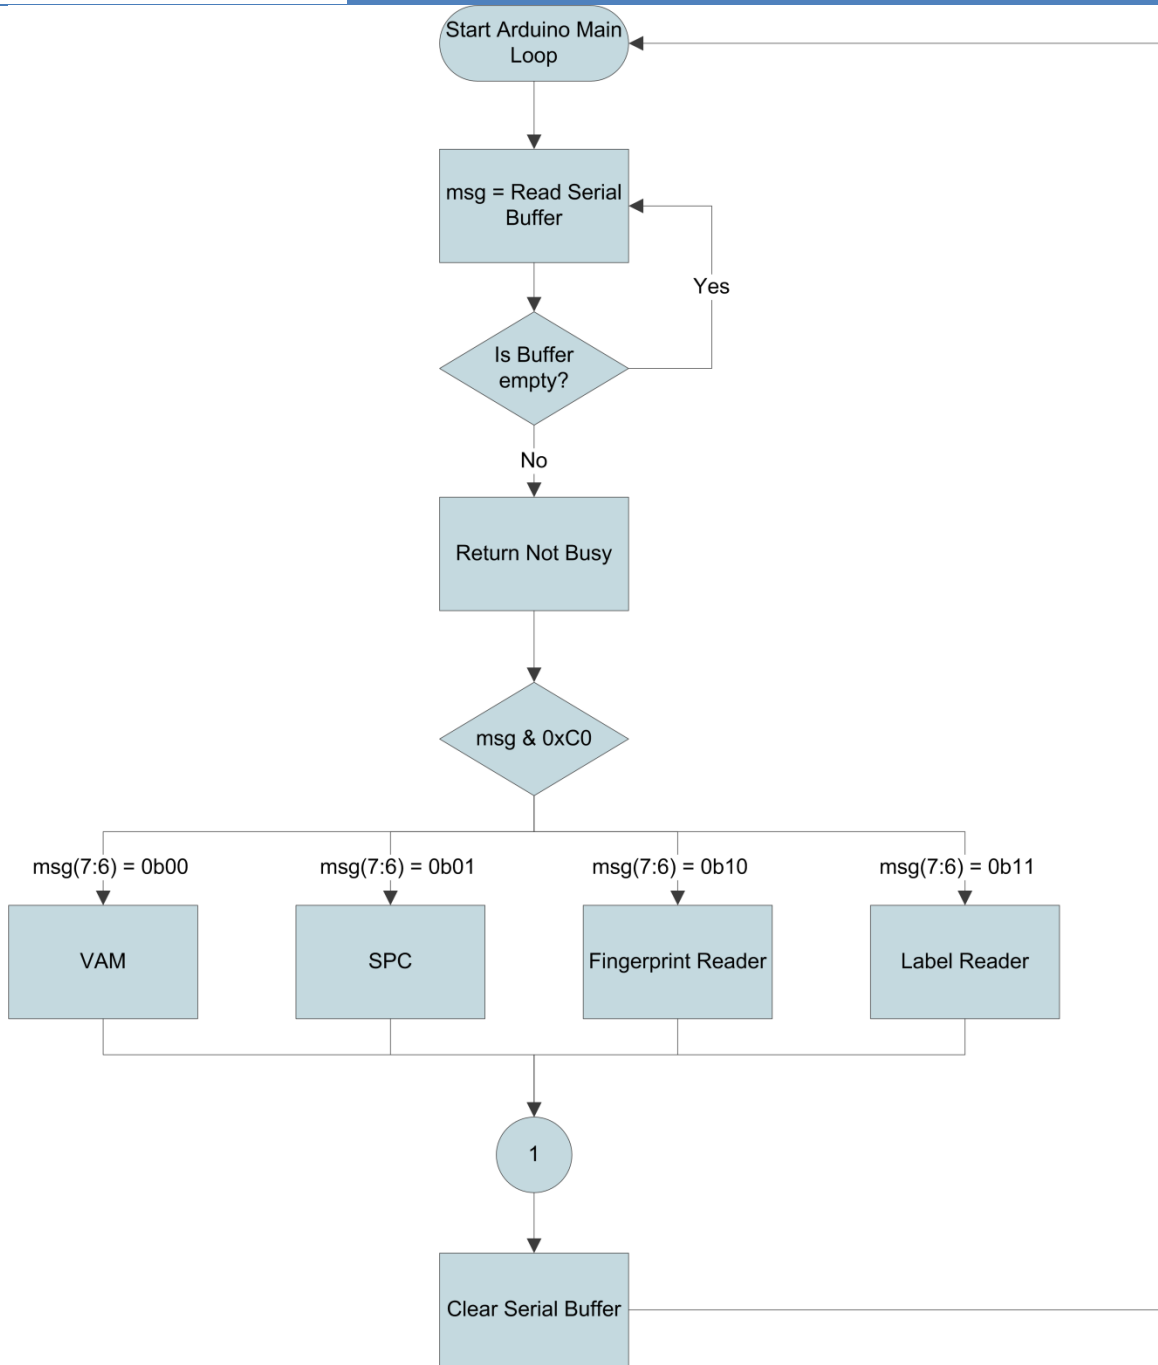 Start Arduino Main
Loop
msg = Read Serial
Buffer
Yes
Is Buffer
empty?
No
Return Not Busy
msg & 0xC0
msg(7:6) = 0b00
msg(7:6) = 0b01
msg(7:6) = 0b10
msg(7:6) = 0b11
VAM
SPC
Fingerprint Reader
Label Reader
1
Clear Serial Buffer